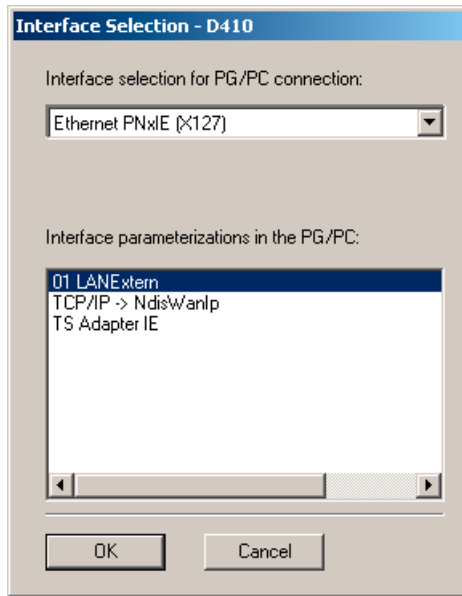 Interface Selection - D410
Interface selection for PG/PC connection:
Ethernet PNxIE (X127)
Interface parameterizations in the PG/PC:
01 LANExtern
TCP/IP -> NdisWanIp
TS Adapter IE
OK
Cancel